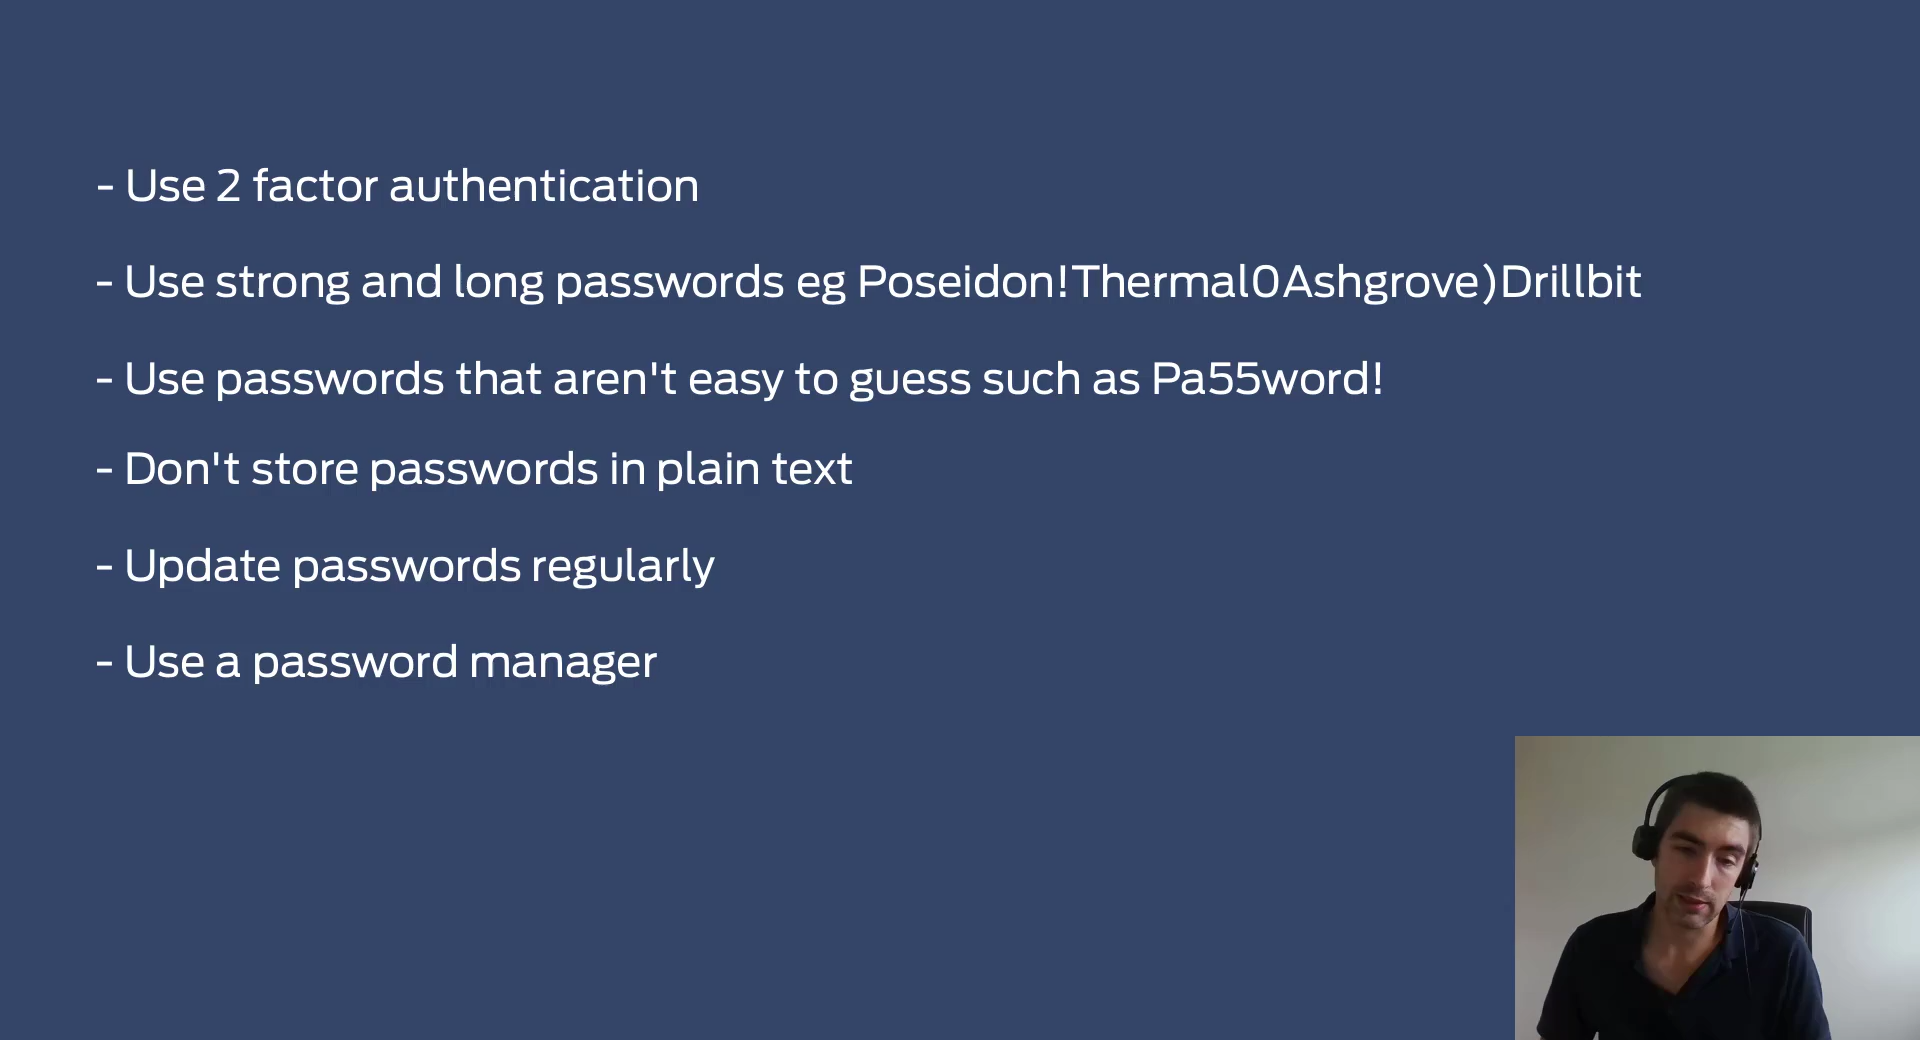 - Use 2 factor authentication
- Use strong and long passwords eg Poseidon!Thermal0Ashgrove)Drillbit
- Use passwords that aren't easy to guess such as Pa55word!
- Don't store passwords in plain text
- Update passwords regularly
- Use a password manager